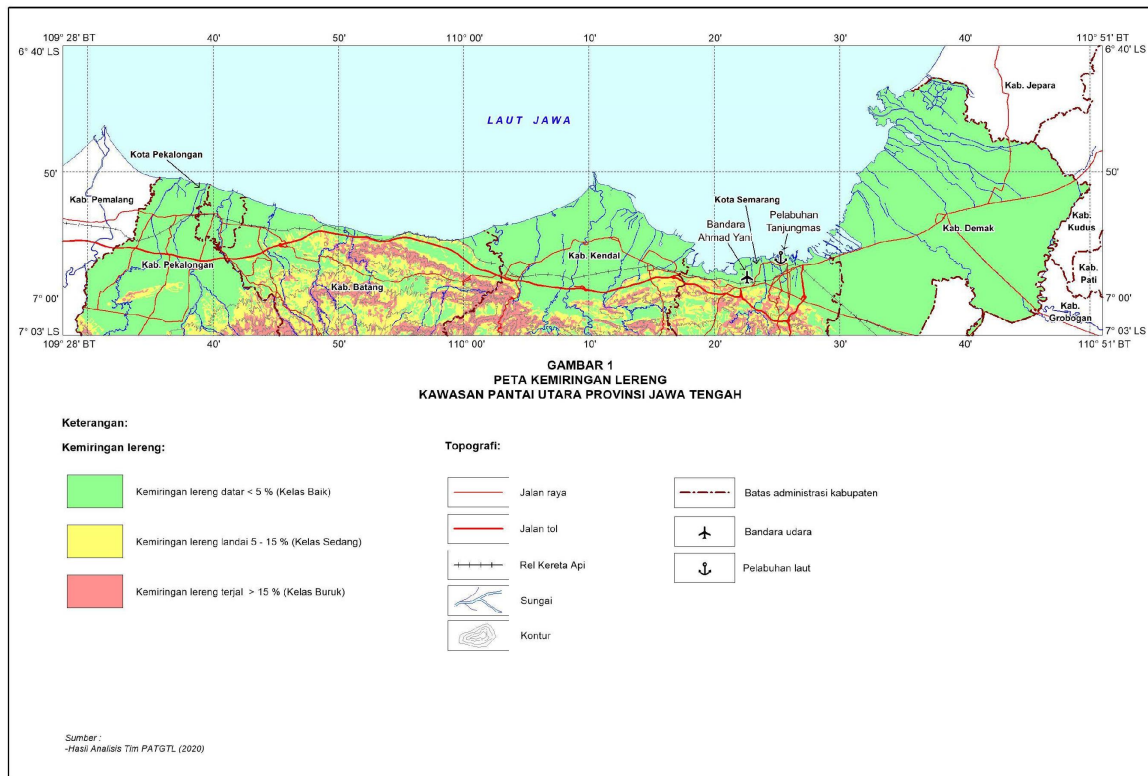 109° 28' BT
40'
110° 00'
10'
20'
30'
40'
110° 51' BT
6° 40' LS
6° 40' LS
Kab. Jepara
LAUT JAWA
Kota Pekalongan
50'
50'
Kab. Pemalang
Kota Semarang
Pelabuhan
Tanjungmas
Bandara
Ahmad Yani
Kab.
Kudus
Kab. Demak
Kab. Kendal
Kab. Pekalongan
Kab.
Pati
Kab. Batang
7° 00'
7° 00'
Kab.
Grobogan
7° 03' LS
7° 03' LS
109° 28' BT
40'
110° 00'
10'
20'
30'
40'
110° 51' BT
GAMBAR 1
PETA KEMIRINGAN LERENG
KAWASAN PANTAI UTARA PROVINSI JAWA TENGAH
Keterangan:
Kemiringan lereng:
Kemiringan lereng datar < 5 % (Kelas Baik)
Kemiringan lereng landai 5 - 15 % (Kelas Sedang)
Kemiringan lereng terjal > 15 % (Kelas Buruk)
Topografi:
Jalan raya
Jalan tol
Rel Kereta Api
Sungai
Kontur
Batas administrasi kabupaten
Bandara udara
Pelabuhan laut
Sumber :
-Hasil Analisis Tim PATGTL (2020)